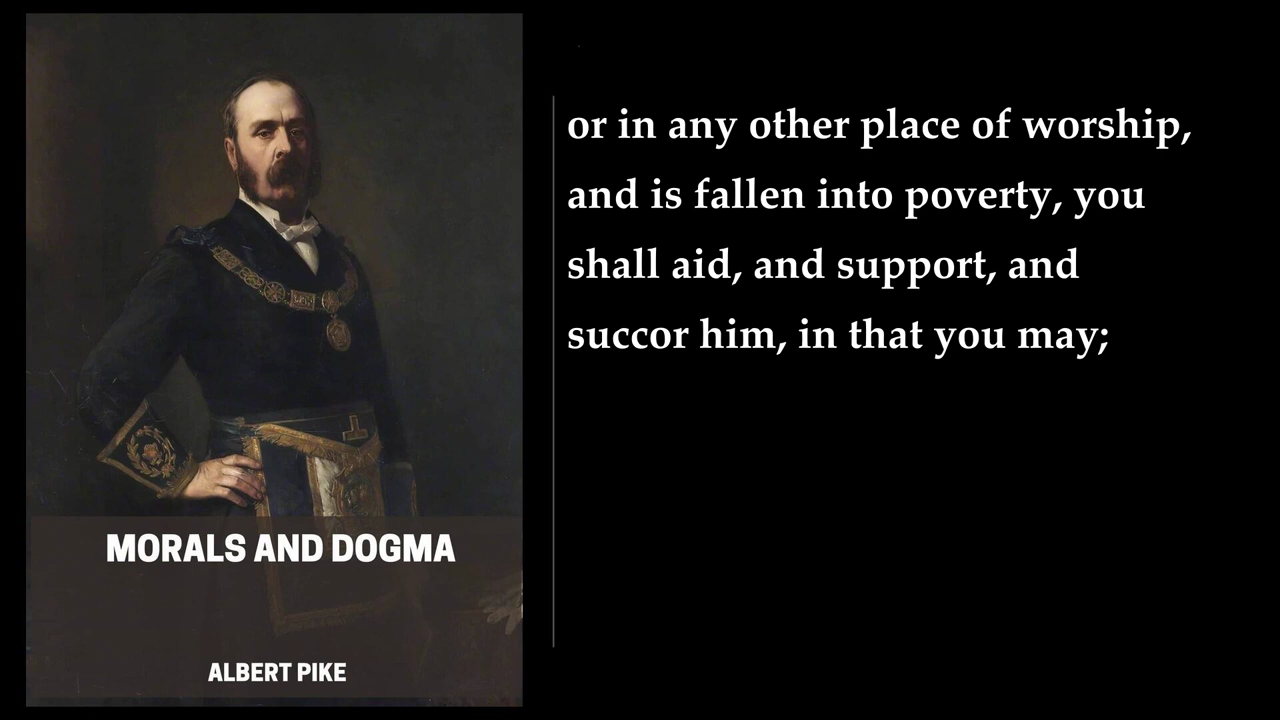 MORALS AND DOGMA
ALBERT PIKE
or in any other place of worship,
and is fallen into poverty, you
shall aid, and support, and
succor him, in that you may;